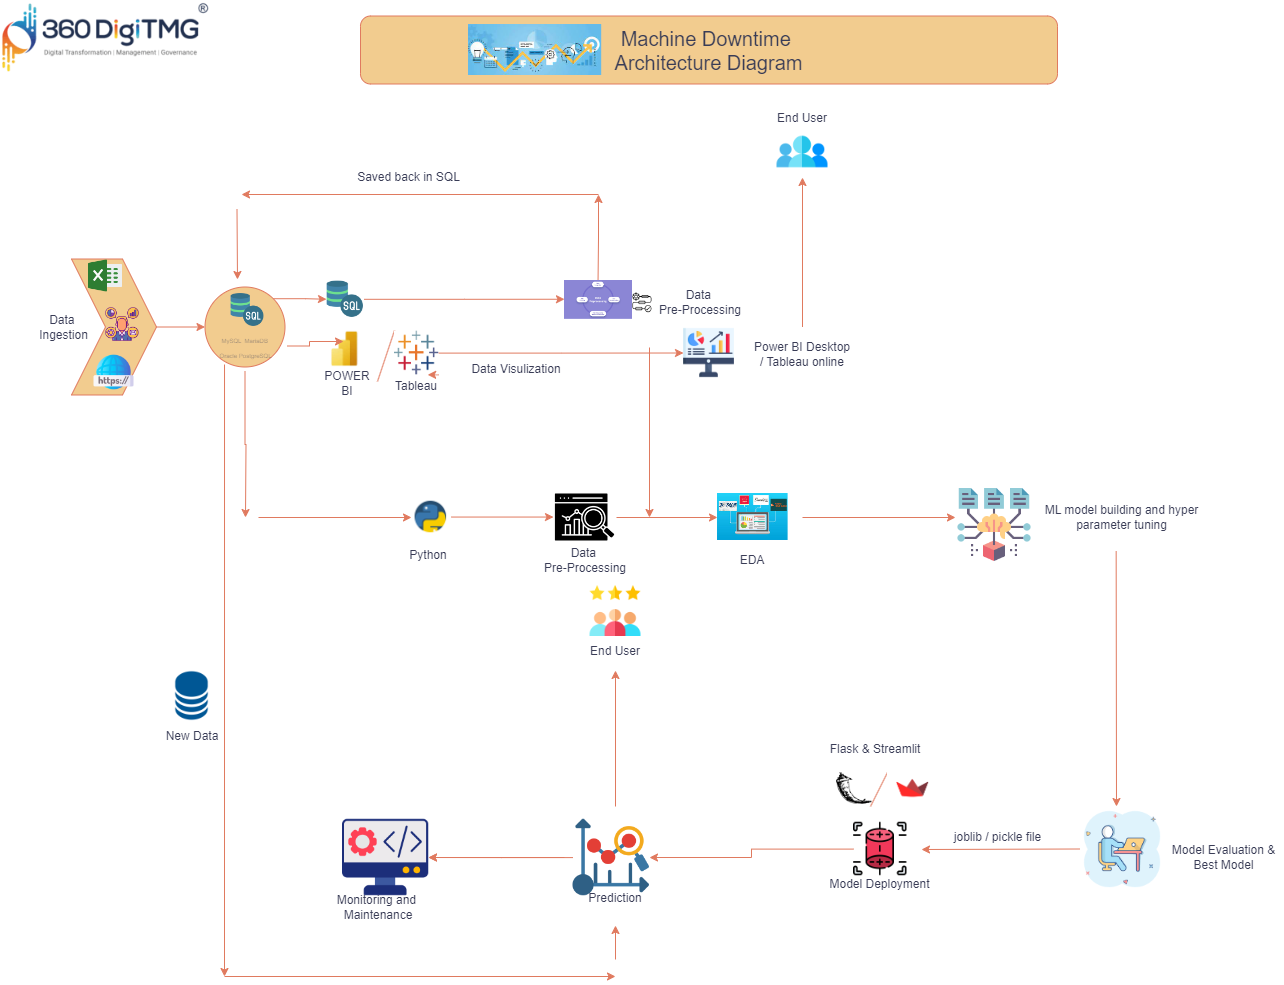 360 DigiTMG®
Digital Transformation | Management | Governance
Machine Downtime
Architecture Diagram
End User
Saved back in SQL
Data
Ingestion
X
https://
SQL
MySQL MariaDB
Oracle PostgreSQL
SQL
POWER
BI
Tableau
Data Visulization
Data
Pre-Processing
Power BI Desktop
/ Tableau online
Python
Data
Pre-Processing
EDA
ML model building and hyper
parameter tuning
End User
New Data
Flask & Streamlit
joblib / pickle file
Model Evaluation &
Best Model
Model Deployment
Prediction
Monitoring and
Maintenance